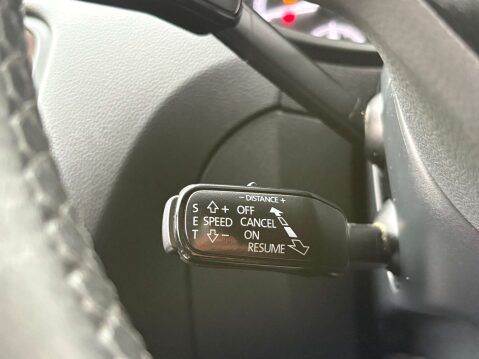 - DISTANCE +
S + OFF
E SPEED CANCEL
T - ON
RESUME